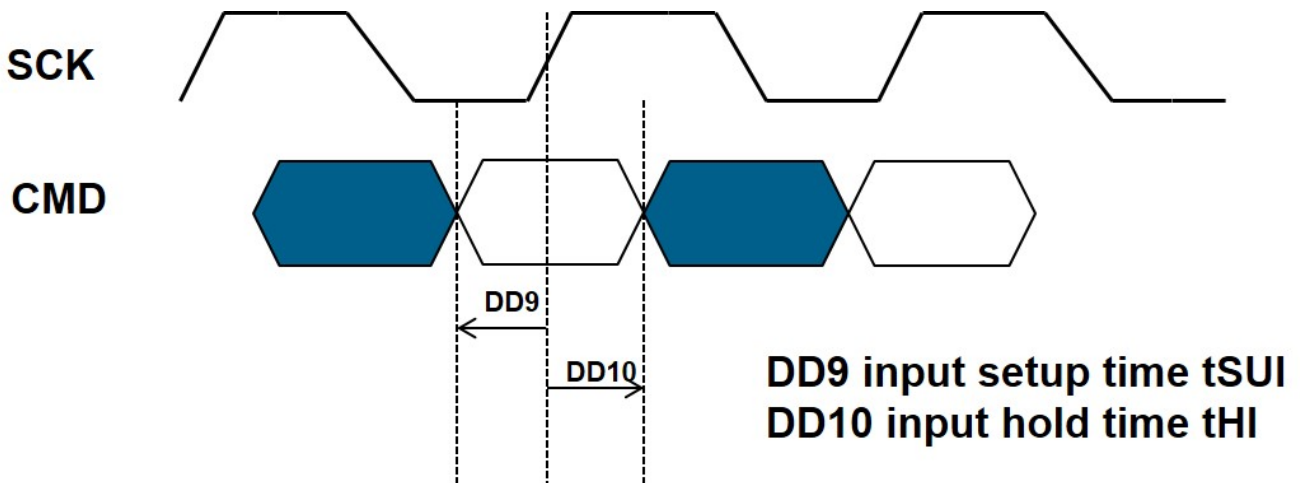 SCK
CMD
DD9
DD10
DD9 input setup time tSUI
DD10 input hold time tHI